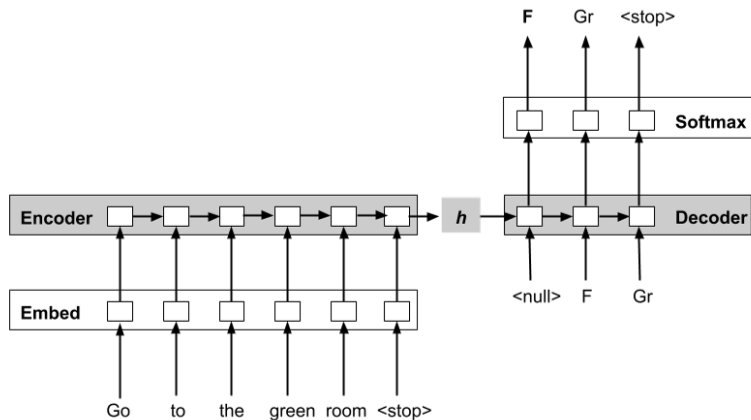 F Gr <stop>
Softmax
Encoder h Decoder
<null> F Gr
Embed
Go to the green room <stop>